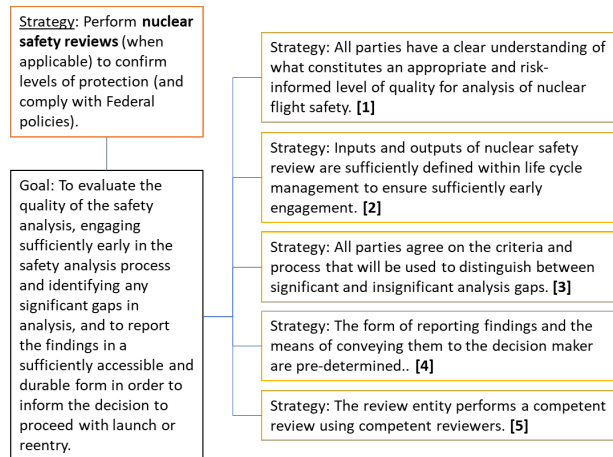 Strategy: Perform nuclear
safety reviews (when
applicable) to confirm
levels of protection (and
comply with Federal
policies).
Goal: To evaluate the
quality of the safety
analysis, engaging
sufficiently early in the
safety analysis process
and identifying any
significant gaps in
analysis, and to report
the findings in a
sufficiently accessible and
durable form in order to
inform the decision to
proceed with launch or
reentry.
Strategy: All parties have a clear understanding of
what constitutes an appropriate and risk-
informed level of quality for analysis of nuclear
flight safety. [1]
Strategy: Inputs and outputs of nuclear safety
review are sufficiently defined within life cycle
management to ensure sufficiently early
engagement. [2]
Strategy: All parties agree on the criteria and
process that will be used to distinguish between
significant and insignificant analysis gaps. [3]
Strategy: The form of reporting findings and the
means of conveying them to the decision maker
are pre-determined.. [4]
Strategy: The review entity performs a competent
review using competent reviewers. [5]